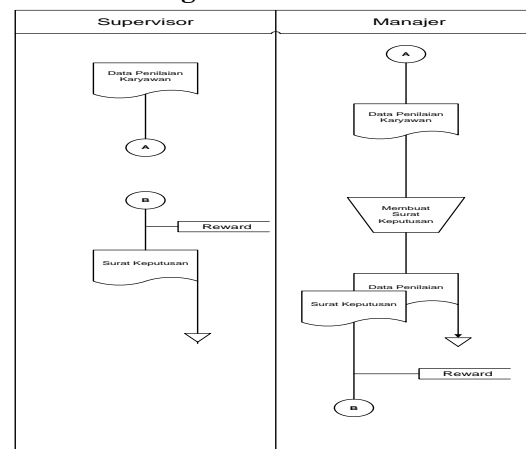 Supervisor
Manajer
Data Penilaian
Karyawan
A
B
Reward
Surat Keputusan
A
Data Penilaian
Karyawan
Membuat
Surat
Keputusan
Data Penilaian
Surat Keputusan
Reward
B